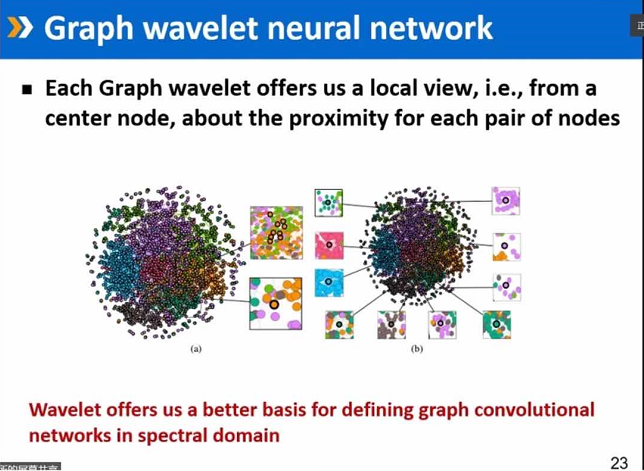 Graph wavelet neural network
■ Each Graph wavelet offers us a local view, i.e., from a
center node, about the proximity for each pair of nodes
(a)
(b)
Wavelet offers us a better basis for defining graph convolutional
networks in spectral domain
23